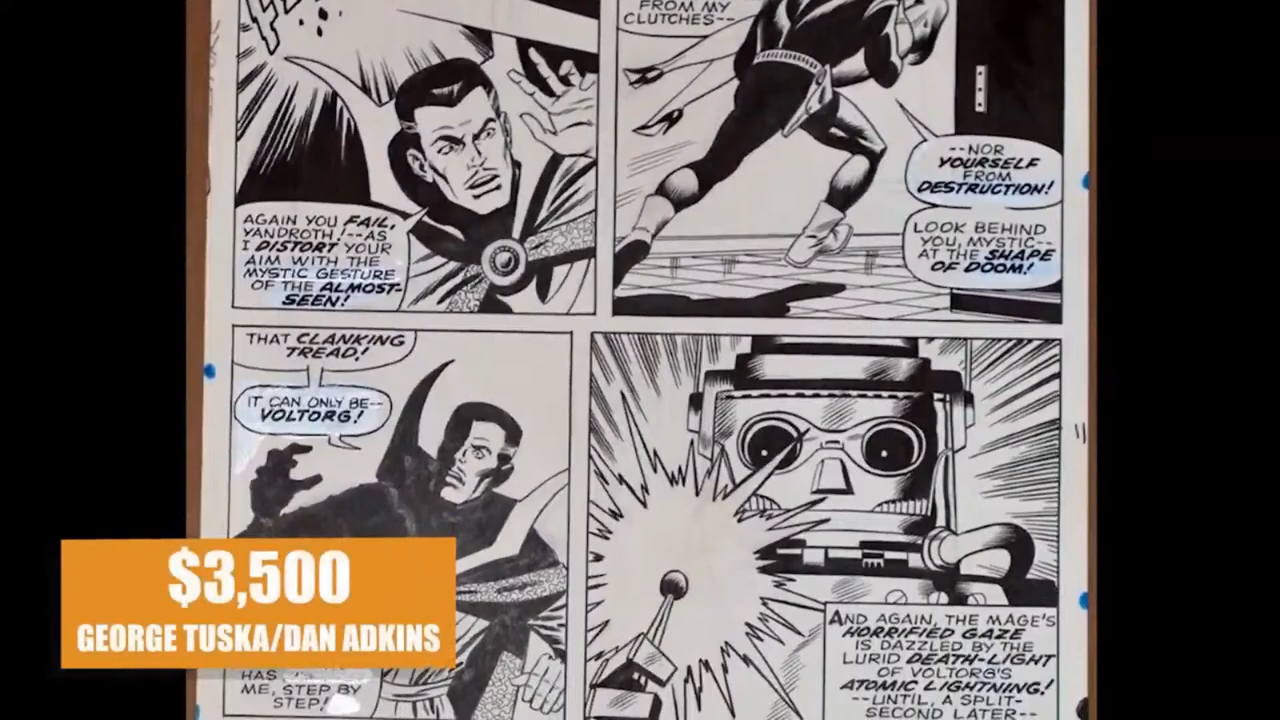 FROM MY
CLUTCHES--
AGAIN YOU FAIL,
YANDROTH!--AS
I DISTORT YOUR
AIM WITH THE
MYSTIC GESTURE
OF THE ALMOST-
SEEN!
--NOR
YOURSELF
FROM
DESTRUCTION!
LOOK BEHIND
YOU, MYSTIC--
AT THE SHAPE
OF DOOM!
THAT CLANKING
TREAD!
IT CAN ONLY BE--
VOLTORG!
HAS
ME, STEP BY
STEP!
AND AGAIN, THE MAGE'S
HORRIFIED GAZE
IS DAZZLED BY THE
LURID DEATH-LIGHT
OF VOLTORG'S
ATOMIC LIGHTNING!
--UNTIL, A SPLIT-
SECOND LATER--
$3,500
GEORGE TUSKA/DAN ADKINS